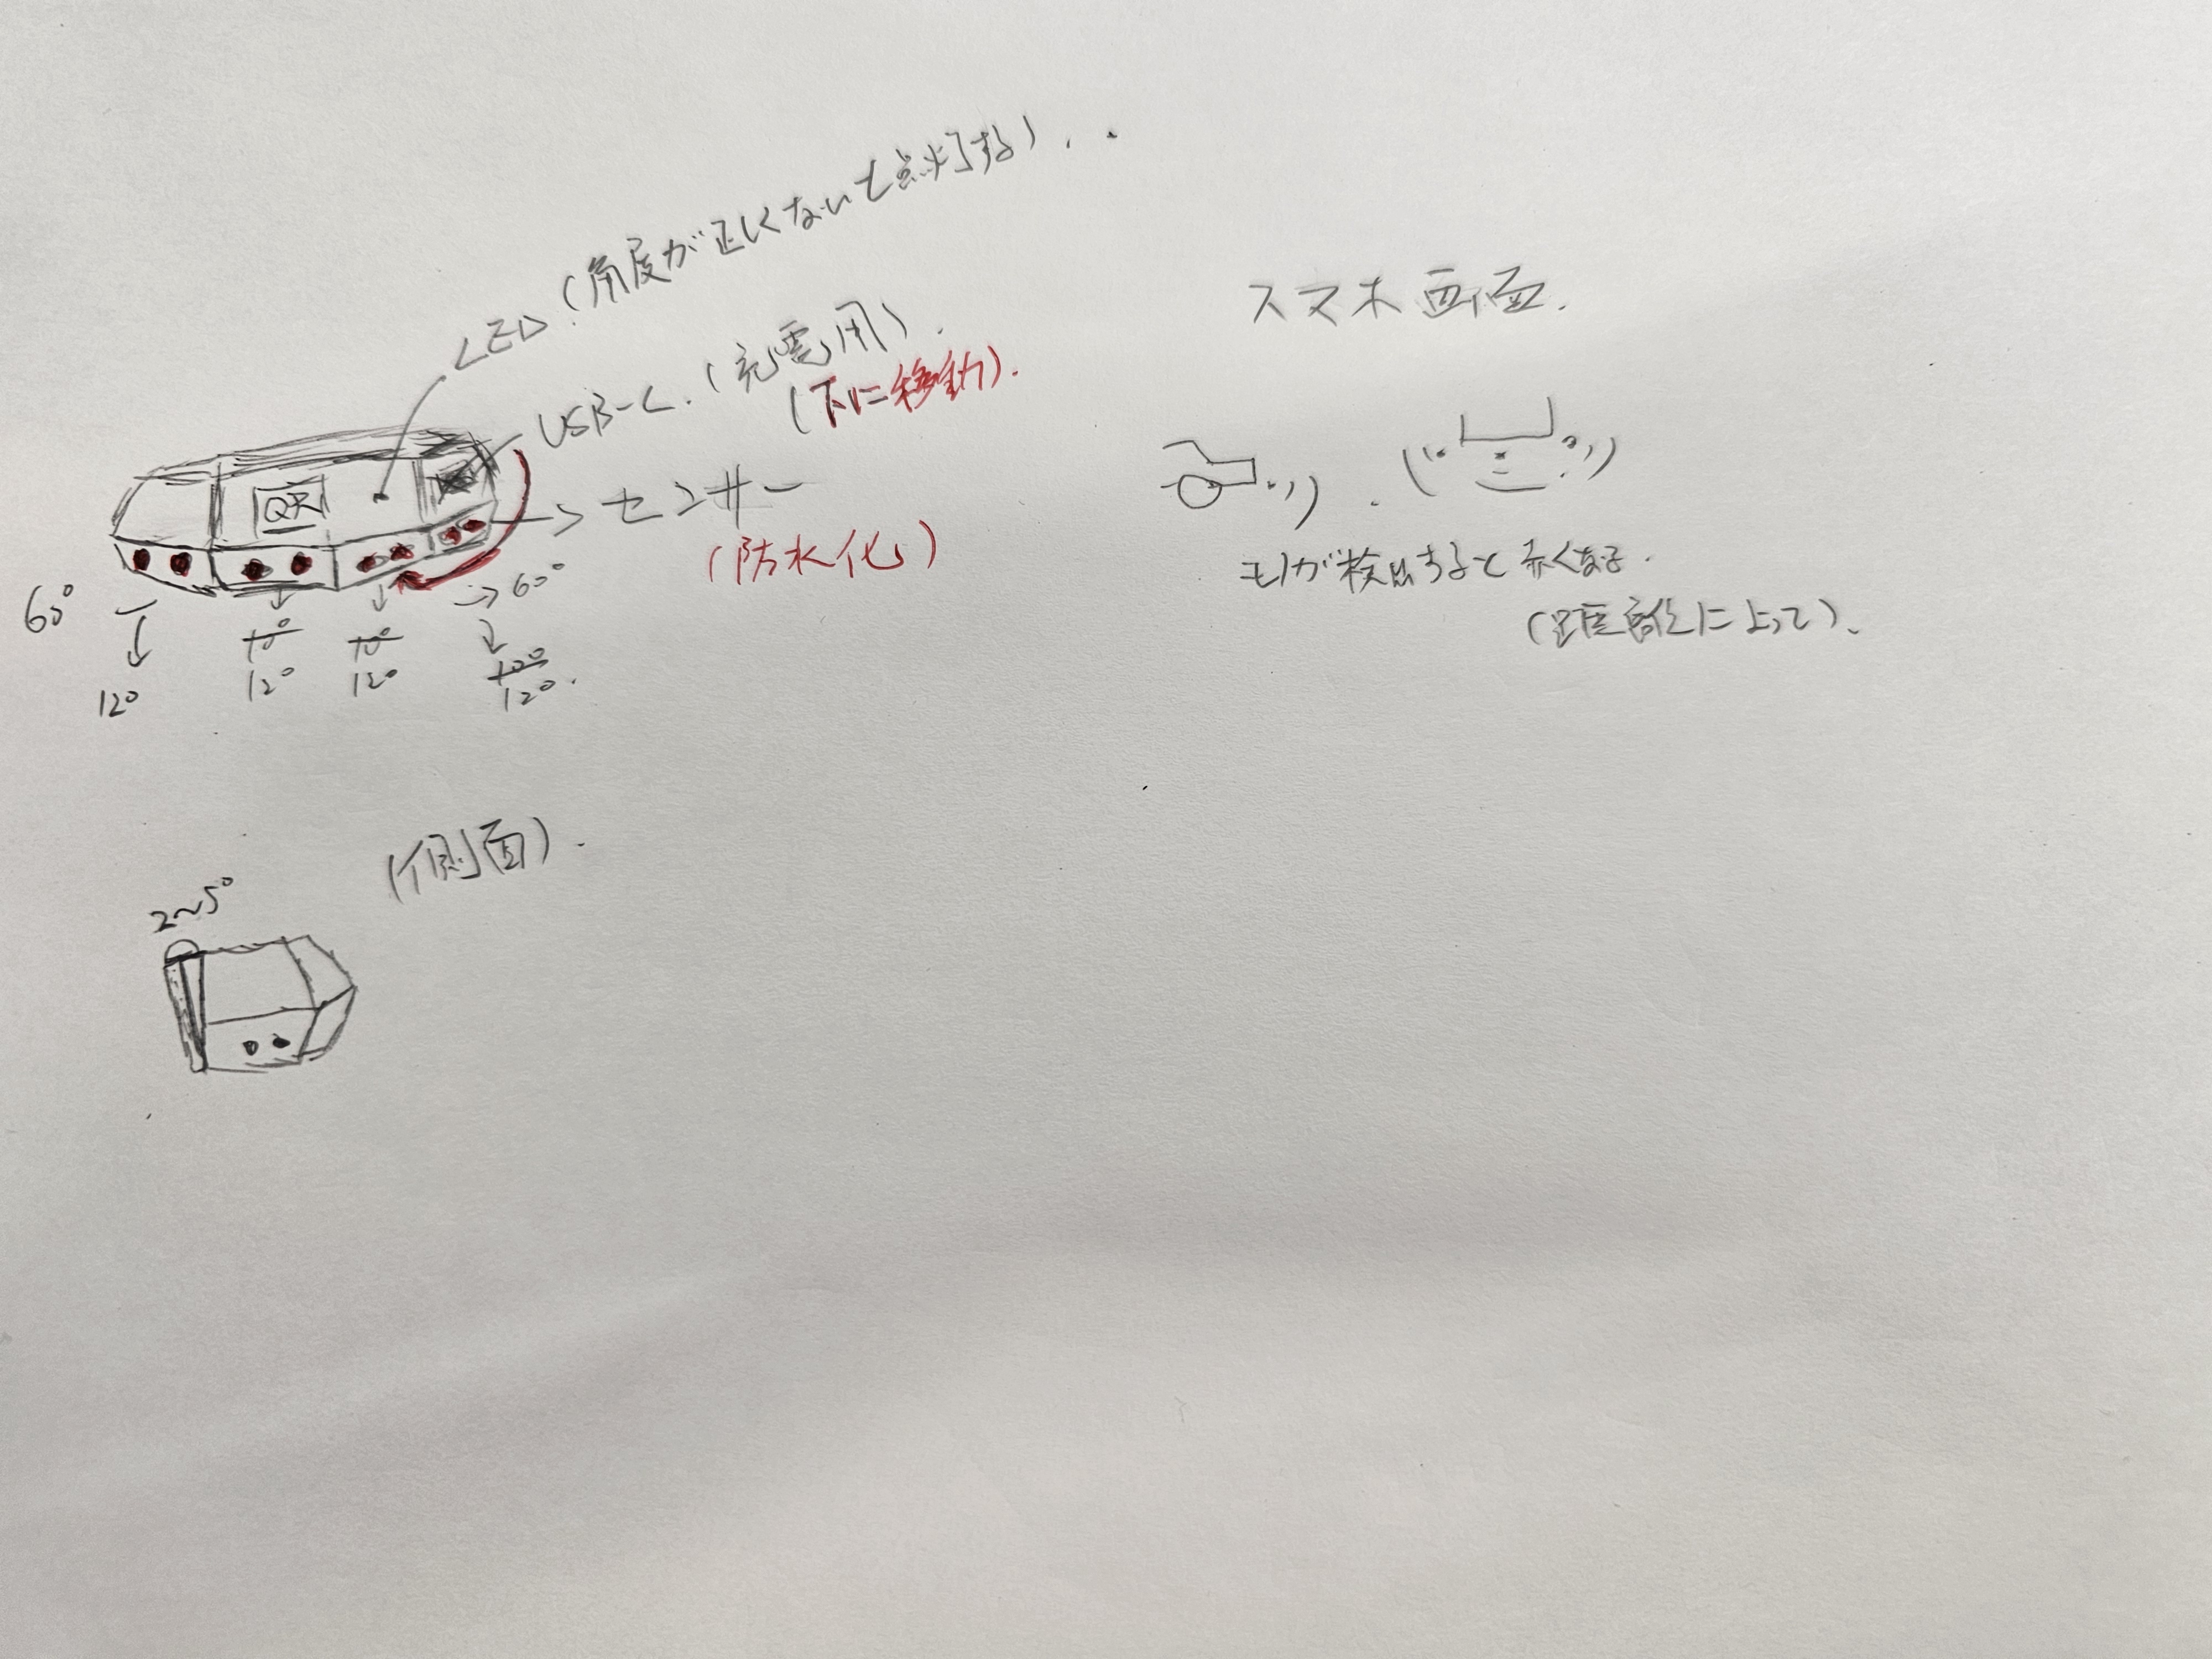 LED (角度が正しくないと点灯する)..
USB-C.(充電用).
(下に移動).
QR
→ センサー
(防水化)
60°
→60°
↓
120
10°
120
10°
120
100
120.
スマホ画面.
モノが検出すると赤くなる.
(距離によって)、
(側面).
2~5°